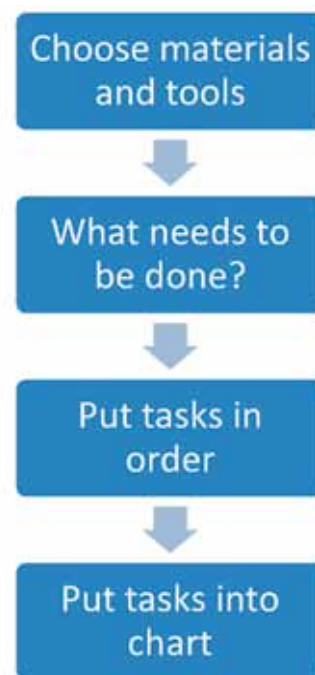 Choose materials
and tools
What needs to
be done?
Put tasks in
order
Put tasks into
chart